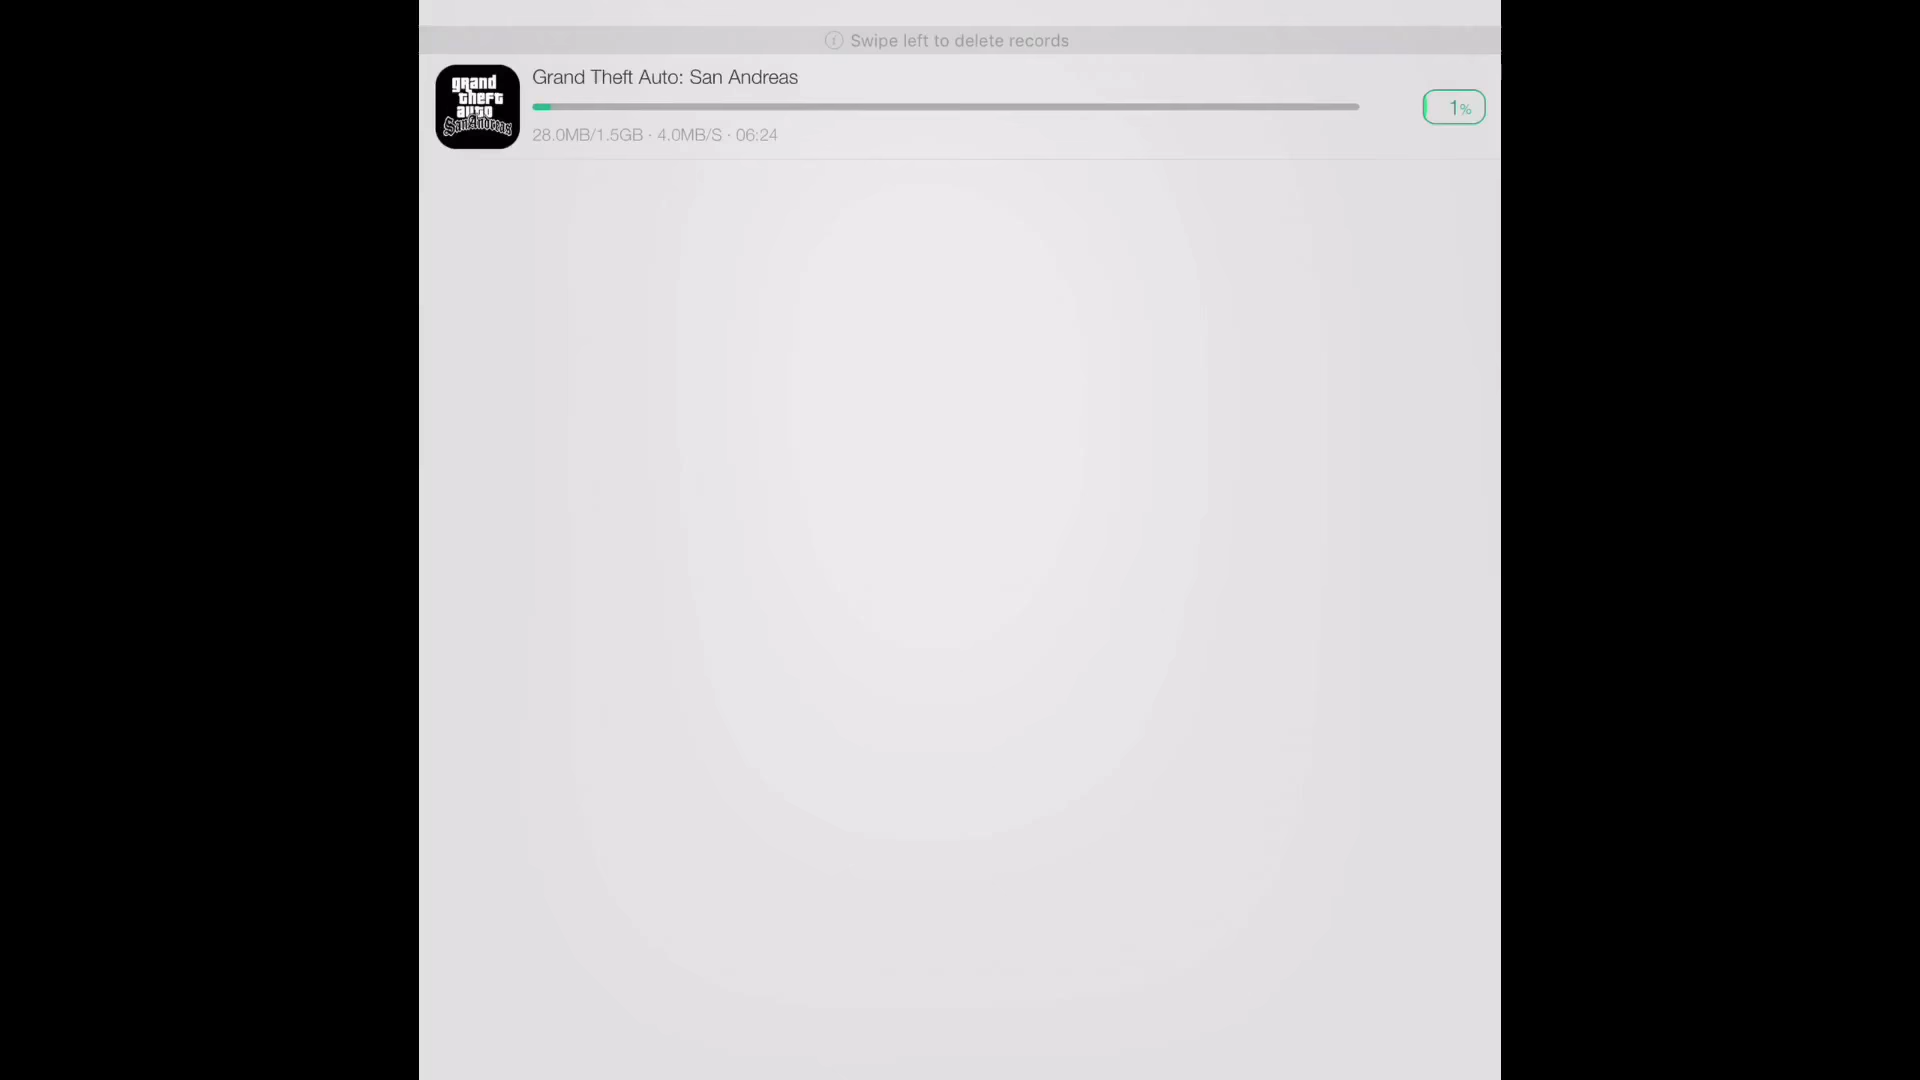 Swipe left to delete records
Grand Theft Auto: San Andreas
grand
theft
auto
San Andreas
1%
28.0MB/1.5GB · 4.0MB/S · 06:24